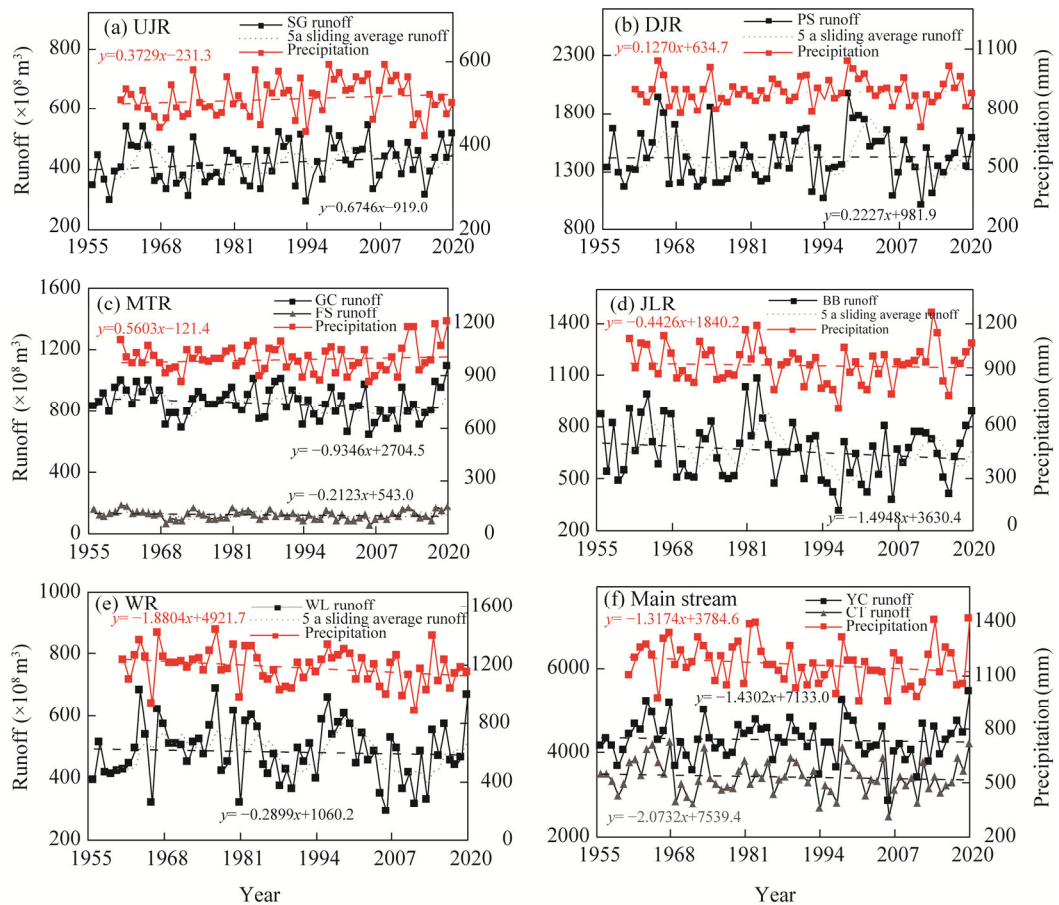 (a) UJR
SG runoff
5a sliding average runoff
Precipitation
y=0.3729x−231.3
y=0.6746x−919.0
800
600
400
200
600
400
200
1955 1968 1981 1994 2007 2020
Runoff (×10⁸ m³)
(b) DJR
PS runoff
5 a sliding average runoff
Precipitation
y=0.1270x+634.7
y=0.2227x+981.9
2300
1800
1300
800
1100
800
500
200
1955 1968 1981 1994 2007 2020
Precipitation (mm)
(c) MTR
GC runoff
FS runoff
Precipitation
y=0.5603x−121.4
y= −0.9346x+2704.5
y= −0.2123x+543.0
1600
1200
800
400
0
1200
900
600
300
0
1955 1968 1981 1994 2007 2020
Runoff (×10⁸ m³)
(d) JLR
BB runoff
5 a sliding average runoff
Precipitation
y= −0.4426x+1840.2
y= −1.4948x+3630.4
1400
1100
800
500
200
1200
900
600
300
0
1955 1968 1981 1994 2007 2020
Precipitation (mm)
(e) WR
WL runoff
5 a sliding average runoff
Precipitation
y= −1.8804x+4921.7
y= −0.2899x+1060.2
1000
800
600
400
200
1600
1200
800
400
0
1955 1968 1981 1994 2007 2020
Runoff (×10⁸ m³)
Year
(f) Main stream
YC runoff
CT runoff
Precipitation
y= −1.3174x+3784.6
y= −1.4302x+7133.0
y= −2.0732x+7539.4
6000
4000
2000
1400
1100
800
500
200
1955 1968 1981 1994 2007 2020
Precipitation (mm)
Year